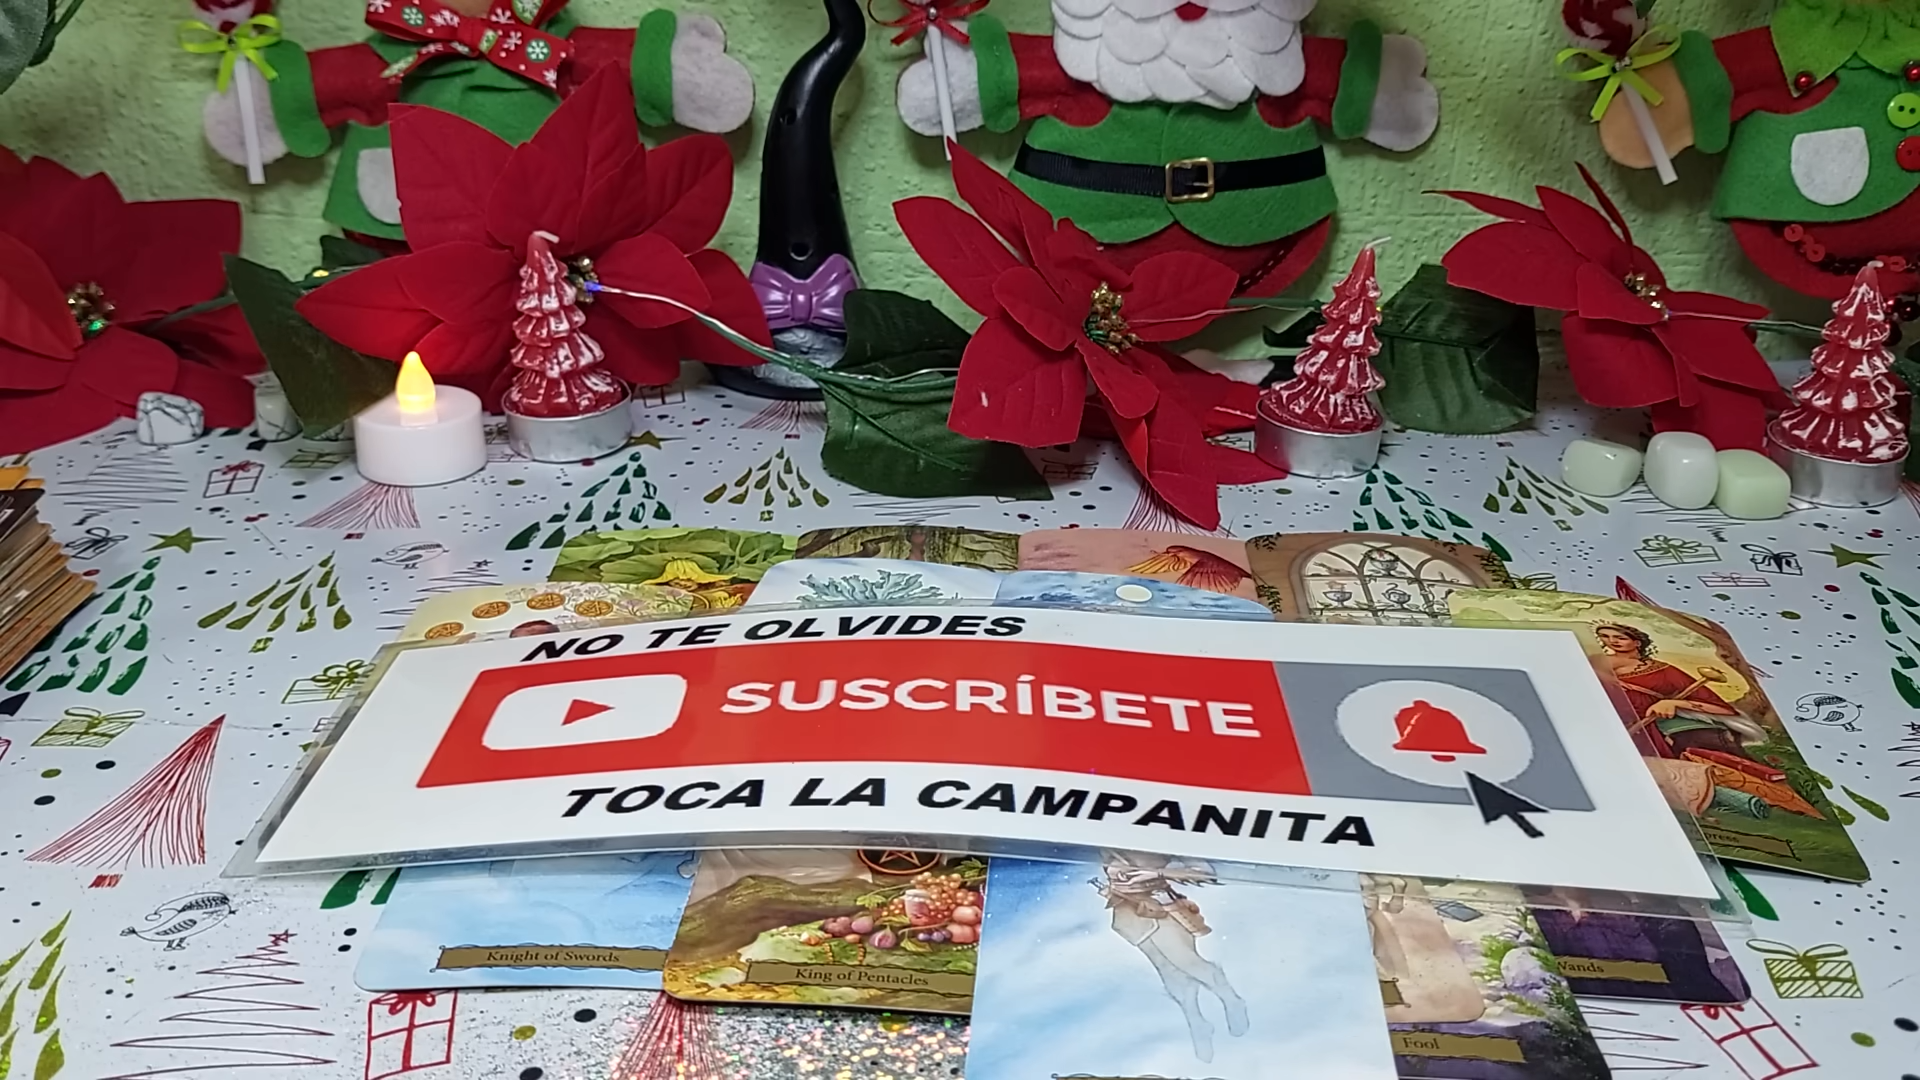 NO TE OLVIDES
SUSCRÍBETE
TOCA LA CAMPANITA
Knight of Swords
King of Pentacles
Fool
Wands